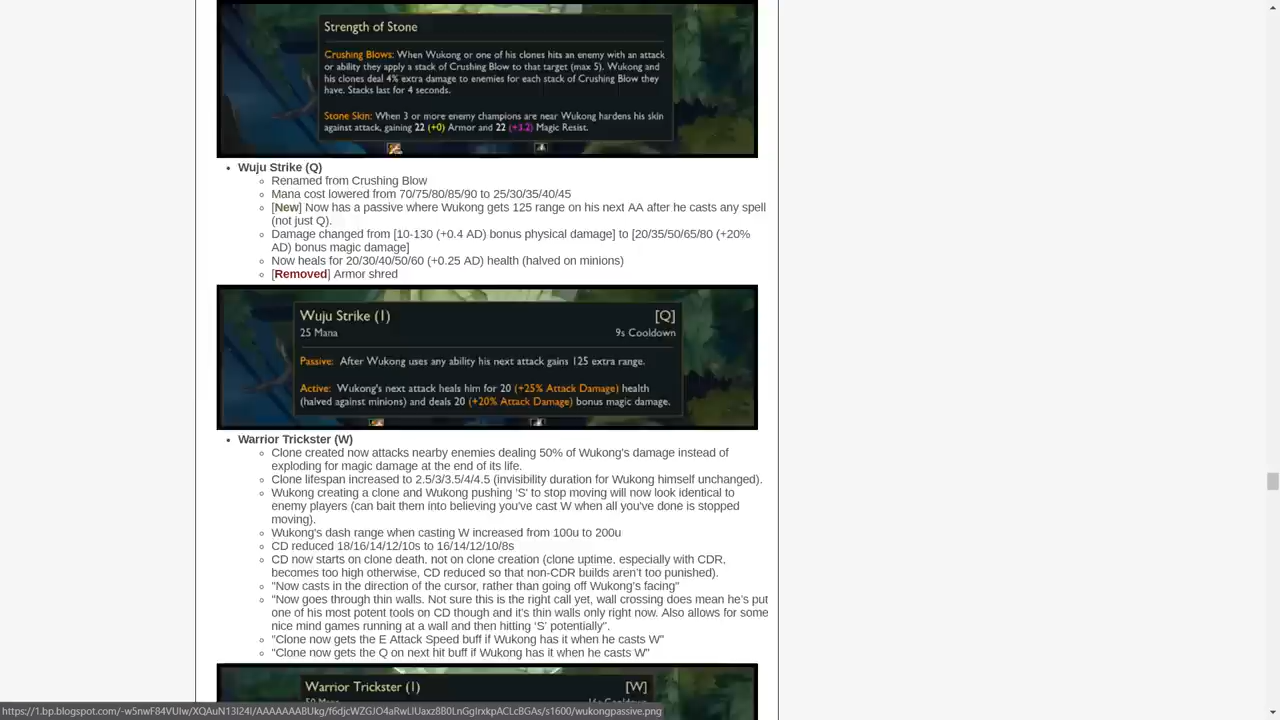 Strength of Stone
Crushing Blows: When Wukong or one of his clones hits an enemy with an attack
or ability they apply a stack of Crushing Blow to that target (max 5). Wukong and
his clones deal 4% extra damage to enemies for each stack of Crushing Blow they
have. Stacks last for 4 seconds.
Stone Skin: When 3 or more enemy champions are near Wukong hardens his skin
against attack, gaining 22 (+0) Armor and 22 (+3.2) Magic Resist.
• Wuju Strike (Q)
◦ Renamed from Crushing Blow
◦ Mana cost lowered from 70/75/80/85/90 to 25/30/35/40/45
◦ [New] Now has a passive where Wukong gets 125 range on his next AA after he casts any spell
(not just Q).
◦ Damage changed from [10-130 (+0.4 AD) bonus physical damage] to [20/35/50/65/80 (+20%
AD) bonus magic damage]
◦ Now heals for 20/30/40/50/60 (+0.25 AD) health (halved on minions)
◦ [Removed] Armor shred
Wuju Strike (1) [Q]
25 Mana 9s Cooldown
Passive: After Wukong uses any ability his next attack gains 125 extra range.
Active: Wukong's next attack heals him for 20 (+25% Attack Damage) health
(halved against minions) and deals 20 (+20% Attack Damage) bonus magic damage.
• Warrior Trickster (W)
◦ Clone created now attacks nearby enemies dealing 50% of Wukong's damage instead of
exploding for magic damage at the end of its life.
◦ Clone lifespan increased to 2.5/3/3.5/4/4.5 (invisibility duration for Wukong himself unchanged).
◦ Wukong creating a clone and Wukong pushing 'S' to stop moving will now look identical to
enemy players (can bait them into believing you've cast W when all you've done is stopped
moving).
◦ Wukong's dash range when casting W increased from 100u to 200u
◦ CD reduced 18/16/14/12/10s to 16/14/12/10/8s
◦ CD now starts on clone death, not on clone creation (clone uptime, especially with CDR,
becomes too high otherwise, CD reduced so that non-CDR builds aren't too punished).
◦ "Now casts in the direction of the cursor, rather than going off Wukong's facing"
◦ "Now goes through thin walls. Not sure this is the right call yet, wall crossing does mean he's put
one of his most potent tools on CD though and it's thin walls only right now. Also allows for some
nice mind games running at a wall and then hitting 'S' potentially".
◦ "Clone now gets the E Attack Speed buff if Wukong has it when he casts W"
◦ "Clone now gets the Q on next hit buff if Wukong has it when he casts W"
Warrior Trickster (1) [W]